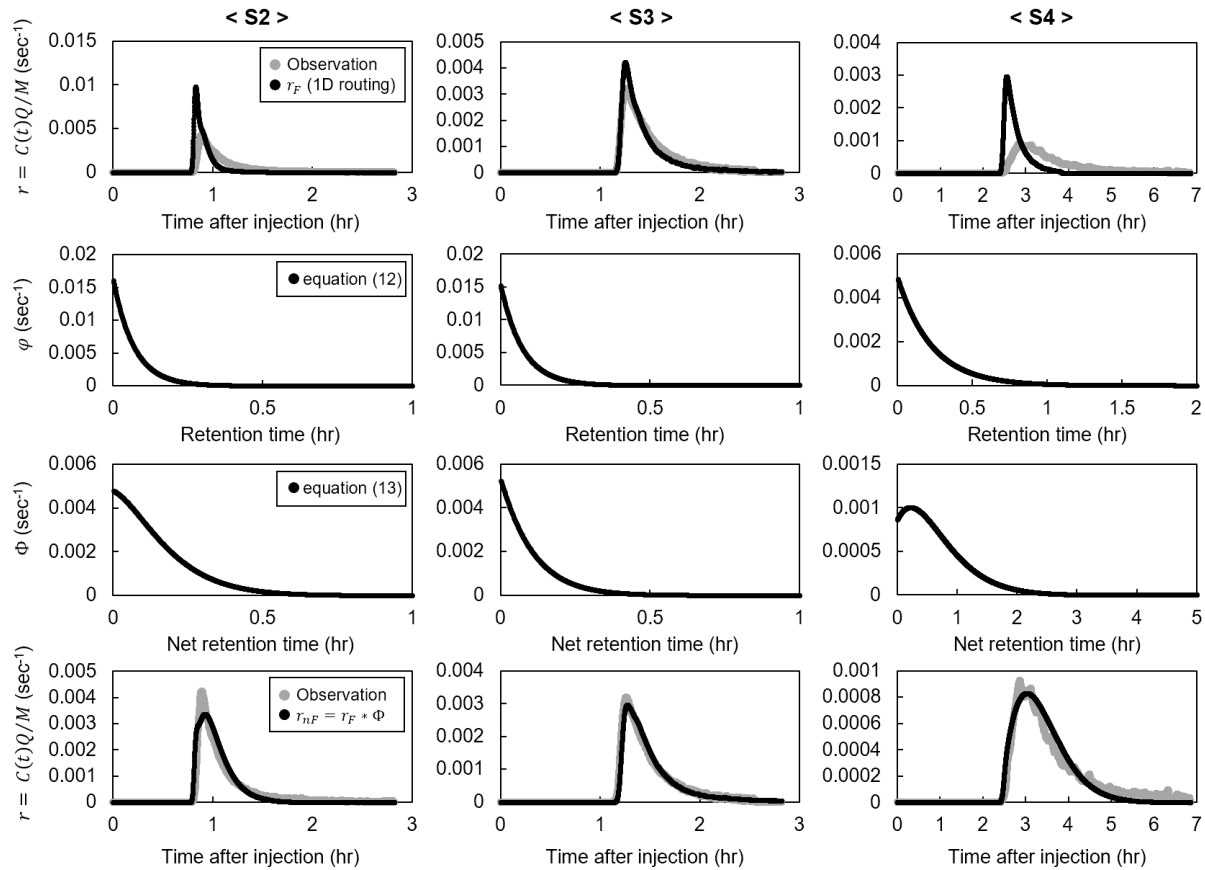 < S2 >
< S3 >
< S4 >
r = C(t)Q/M (sec-1)
0.015
0.01
0.005
0
Observation
rF (1D routing)
0 1 2 3
Time after injection (hr)
0.005
0.004
0.003
0.002
0.001
0
0 1 2 3
Time after injection (hr)
0.004
0.003
0.002
0.001
0
0 1 2 3 4 5 6 7
Time after injection (hr)
φ (sec-1)
0.02
0.015
0.01
0.005
0
equation (12)
0 0.5 1
Retention time (hr)
0.02
0.015
0.01
0.005
0
0 0.5 1
Retention time (hr)
0.006
0.004
0.002
0
0 0.5 1 1.5 2
Retention time (hr)
Φ (sec-1)
0.006
0.004
0.002
0
equation (13)
0 0.5 1
Net retention time (hr)
0.006
0.004
0.002
0
0 0.5 1
Net retention time (hr)
0.0015
0.001
0.0005
0
0 1 2 3 4 5
Net retention time (hr)
r = C(t)Q/M (sec-1)
0.005
0.004
0.003
0.002
0.001
0
Observation
rnF = rF * Φ
0 1 2 3
Time after injection (hr)
0.004
0.003
0.002
0.001
0
0 1 2 3
Time after injection (hr)
0.001
0.0008
0.0006
0.0004
0.0002
0
0 1 2 3 4 5 6 7
Time after injection (hr)